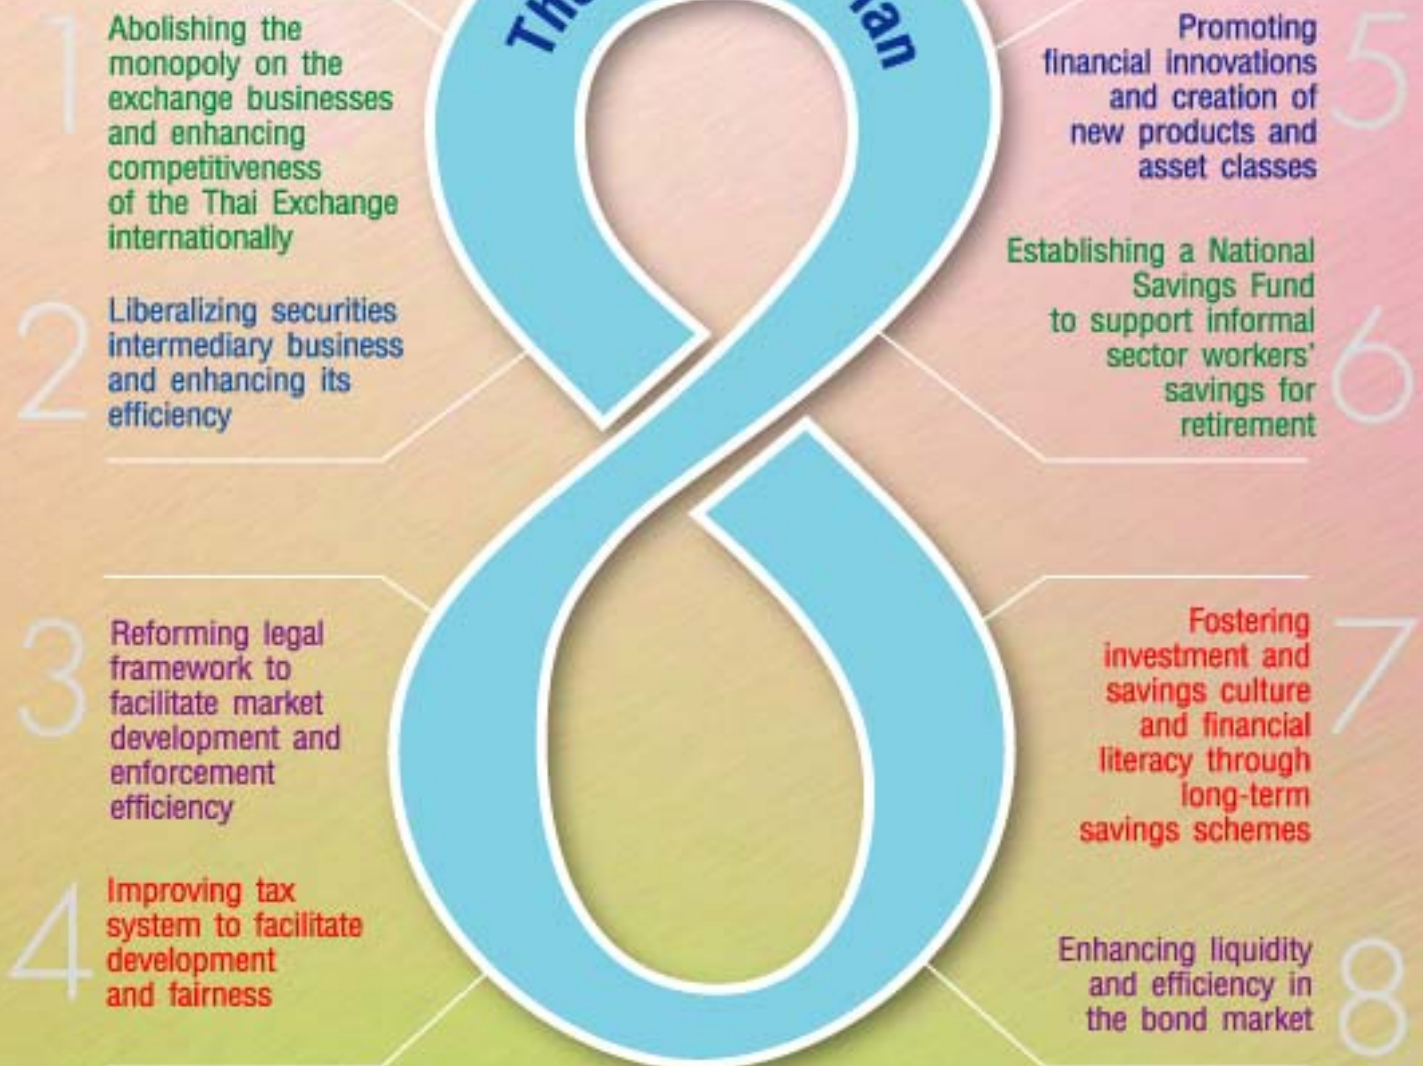 1
Abolishing the
monopoly on the
exchange businesses
and enhancing
competitiveness
of the Thai Exchange
internationally
2
Liberalizing securities
intermediary business
and enhancing its
efficiency
3
Reforming legal
framework to
facilitate market
development and
enforcement
efficiency
4
Improving tax
system to facilitate
development
and fairness
5
Promoting
financial innovations
and creation of
new products and
asset classes
6
Establishing a National
Savings Fund
to support informal
sector workers'
savings for
retirement
7
Fostering
investment and
savings culture
and financial
literacy through
long-term
savings schemes
8
Enhancing liquidity
and efficiency in
the bond market